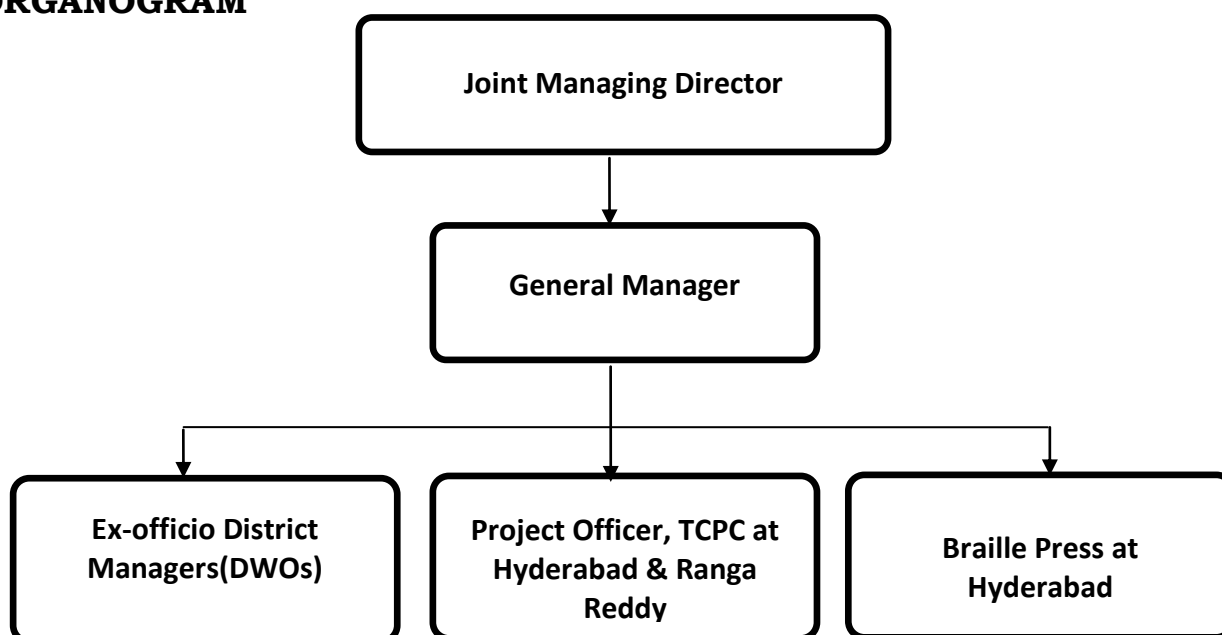 ORGANOGRAM
Joint Managing Director
General Manager
Ex-officio District
Managers(DWOs)
Project Officer, TCPC at
Hyderabad & Ranga
Reddy
Braille Press at
Hyderabad